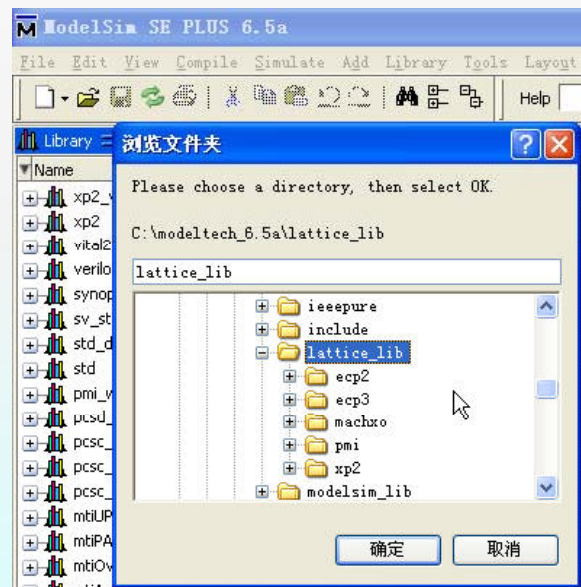 ModelSim SE PLUS 6.5a
File Edit View Compile Simulate Add Library Tools Layout
Help
Library
浏览文件夹
Name
Please choose a directory, then select OK.
C:\modeltech_6.5a\lattice_lib
lattice_lib
xp2_v
xp2
vital2
verilo
synop
sv_st
std_d
std
pmi_v
pcsd_
pcsc_
pcsc_
pcsc_
mtiUP
mtiPA
mtiOv
ieeepure
include
lattice_lib
ecp2
ecp3
machxo
pmi
xp2
modelsim_lib
确定 取消